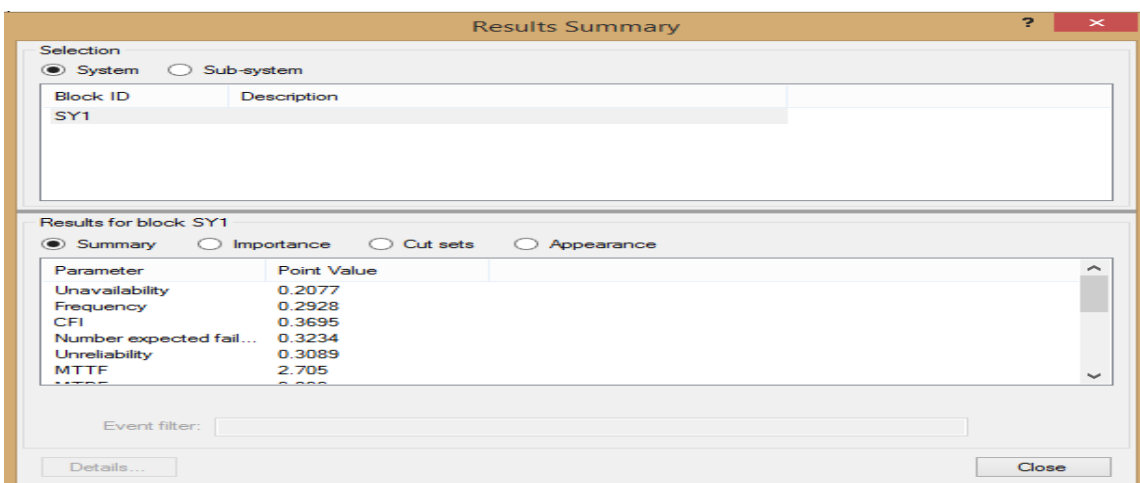 Results Summary ? ×
Selection
System Sub-system
Block ID Description
SY1
Results for block SY1
Summary Importance Cut sets Appearance
Parameter Point Value
Unavailability 0.2077
Frequency 0.2928
CFI 0.3695
Number expected fail... 0.3234
Unreliability 0.3089
MTTF 2.705
Event filter:
Details... Close